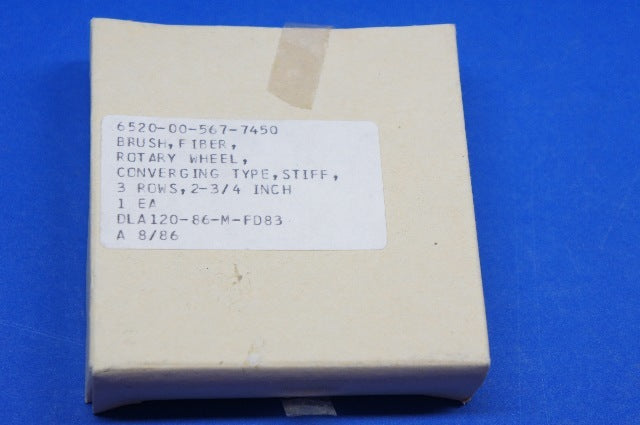 6520-00-567-7450
BRUSH, FIBER,
ROTARY WHEEL,
CONVERGING TYPE, STIFF,
3 ROWS, 2-3/4 INCH
1 EA
DLA120-86-M-FD83
A 8/86